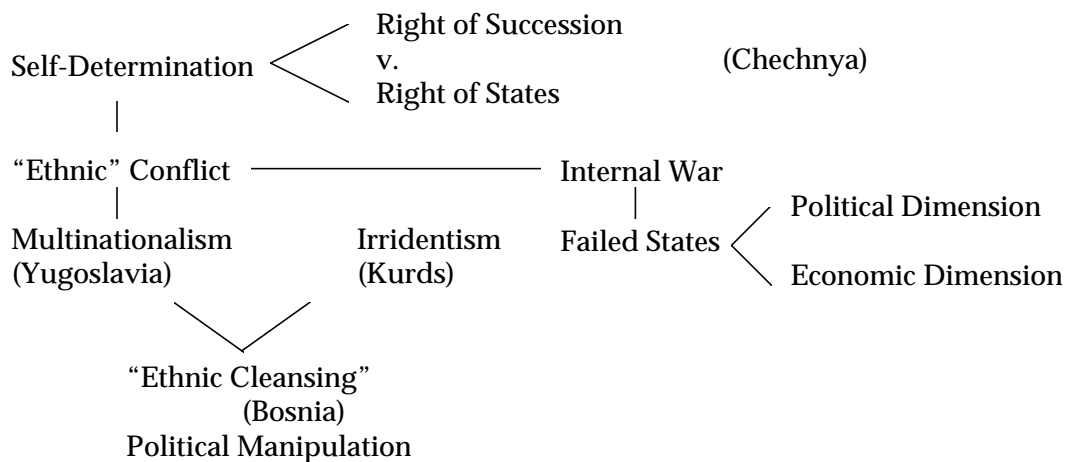 Right of Succession
Self-Determination v. (Chechnya)
Right of States
“Ethnic” Conflict Internal War
Political Dimension
Multinationalism Irridentism Failed States
(Yugoslavia) (Kurds)
Economic Dimension
“Ethnic Cleansing”
(Bosnia)
Political Manipulation